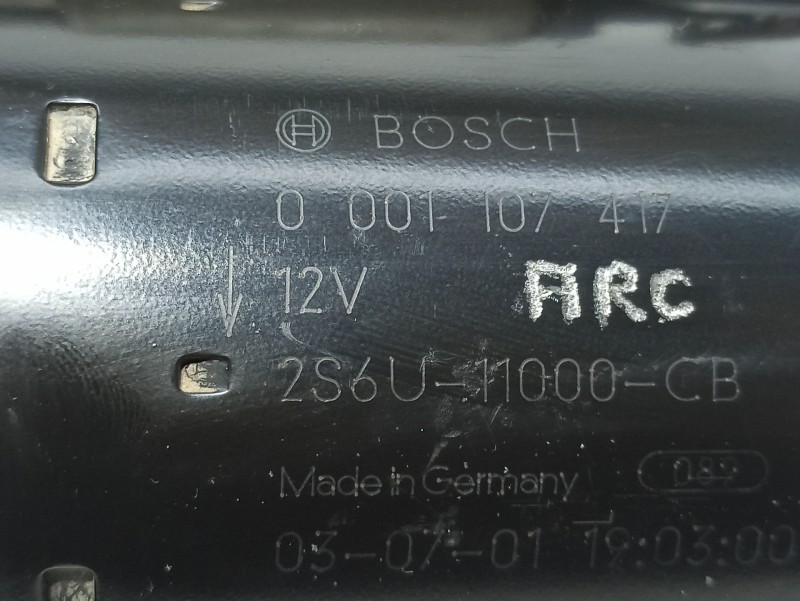 BOSCH
0 001 107 417
12V ARC
2S6U-11000-CB
Made in Germany 089
03-07-01 19:03:00